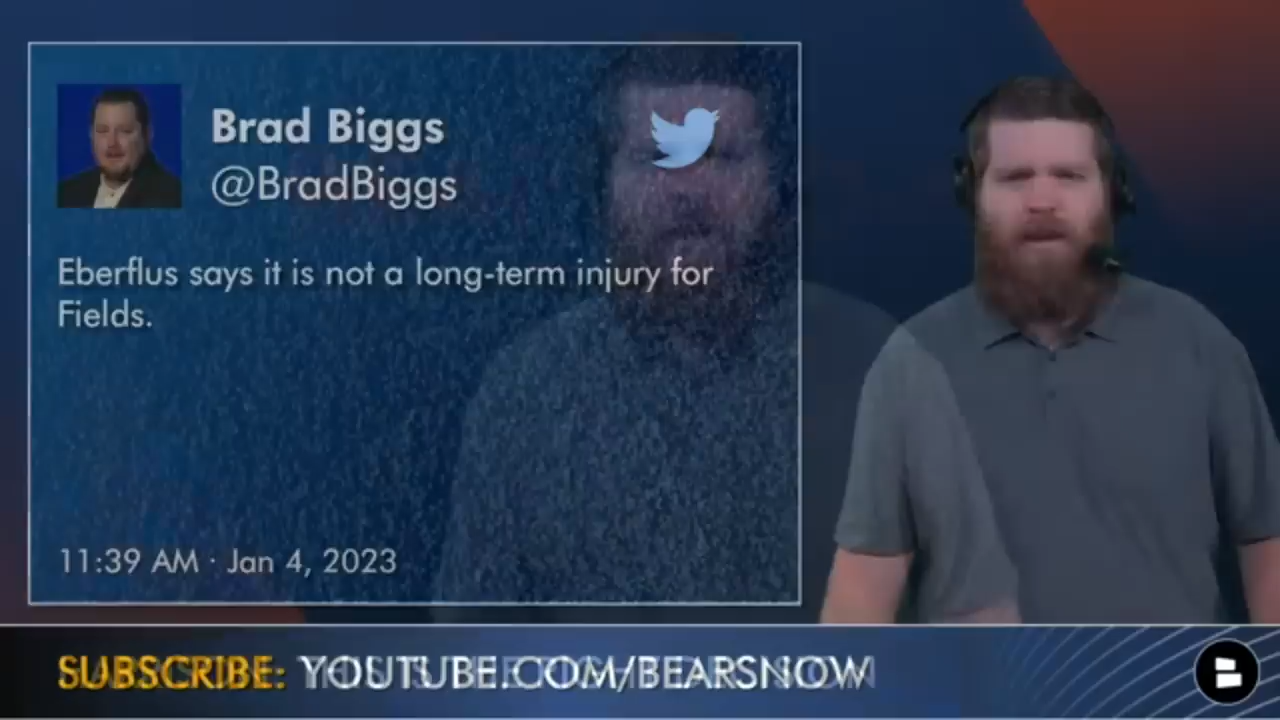 Brad Biggs
@BradBiggs
Eberflus says it is not a long-term injury for
Fields.
11:39 AM · Jan 4, 2023
SUBSCRIBE: YOUTUBE.COM/BEARSNOW